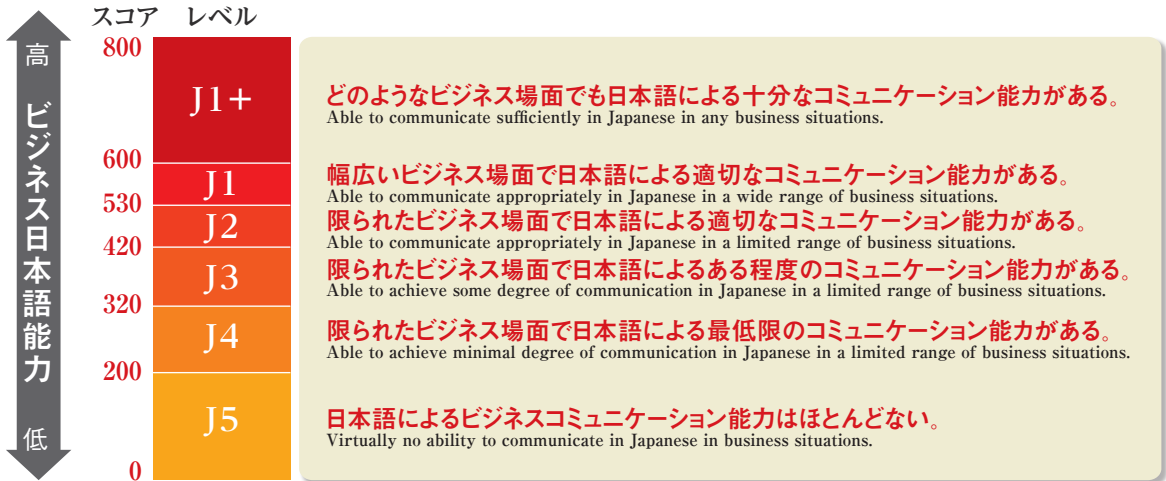 スコア レベル
高
ビジネス日本語能力
低
800
J1+
どのようなビジネス場面でも日本語による十分なコミュニケーション能力がある。
Able to communicate sufficiently in Japanese in any business situations.
600
J1
幅広いビジネス場面で日本語による適切なコミュニケーション能力がある。
Able to communicate appropriately in Japanese in a wide range of business situations.
530
J2
限られたビジネス場面で日本語による適切なコミュニケーション能力がある。
Able to communicate appropriately in Japanese in a limited range of business situations.
420
J3
限られたビジネス場面で日本語によるある程度のコミュニケーション能力がある。
Able to achieve some degree of communication in Japanese in a limited range of business situations.
320
J4
限られたビジネス場面で日本語による最低限のコミュニケーション能力がある。
Able to achieve minimal degree of communication in Japanese in a limited range of business situations.
200
J5
日本語によるビジネスコミュニケーション能力はほとんどない。
Virtually no ability to communicate in Japanese in business situations.
0